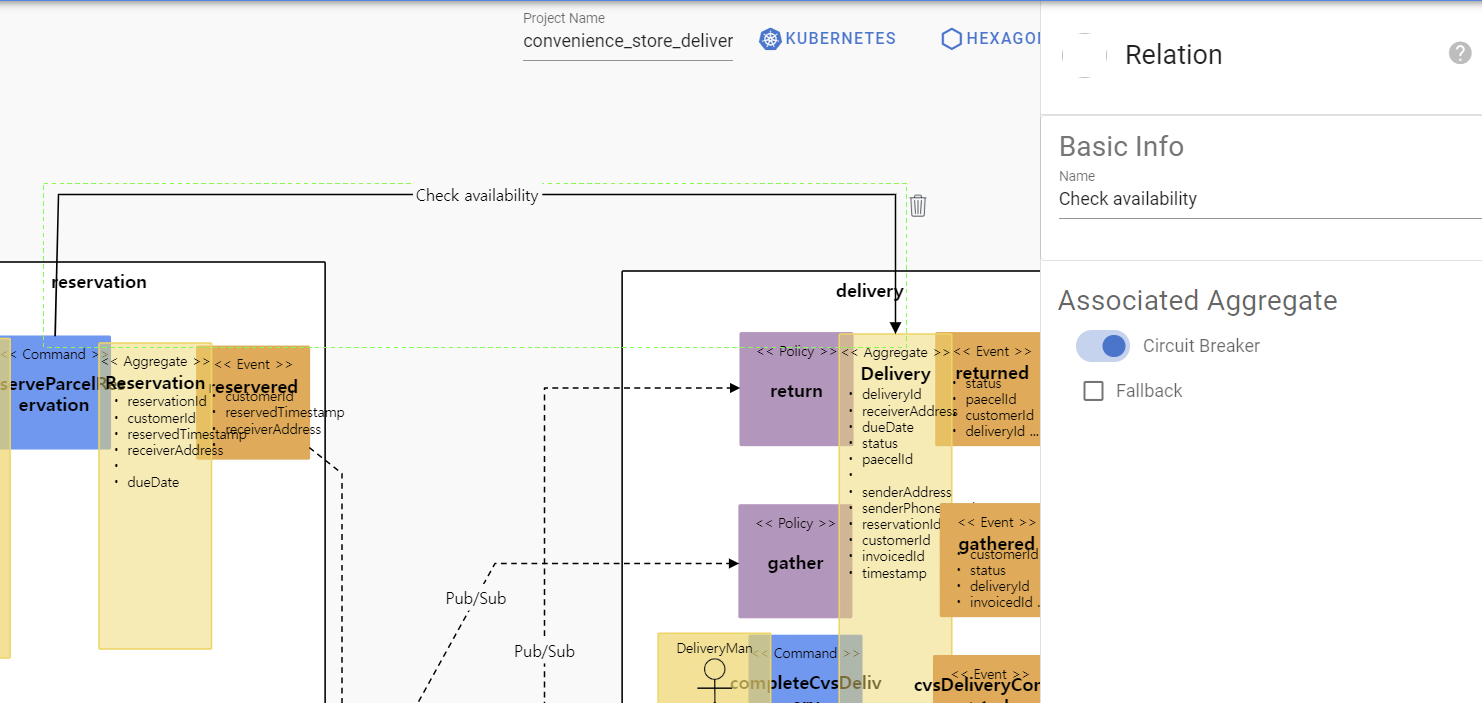 Project Name
convenience_store_deliver
KUBERNETES
HEXAGO
Relation
?
Basic Info
Name
Check availability
Associated Aggregate
Circuit Breaker
Fallback
Check availability
reservation
<< Command >>
ervation
<< Aggregate >>
Reservation
reservationId
customerId
reservedTimestamp
receiverAddress
dueDate
<< Event >>
reservered
customerId
reservedTimestamp
receiverAddress
Pub/Sub
Pub/Sub
delivery
<< Policy >>
return
<< Policy >>
gather
<< Aggregate >>
Delivery
deliveryId
receiverAddress
dueDate
status
paecelId
senderAddress
senderPhone
reservationId
customerId
invoicedId
timestamp
<< Event >>
returned
status
paecelId
customerId
deliveryId ...
<< Event >>
gathered
customerId
status
deliveryId
invoicedId .
DeliveryMan
<< Command >>
completeCvsDeliv
<< Event >>
cvsDeliveryCon